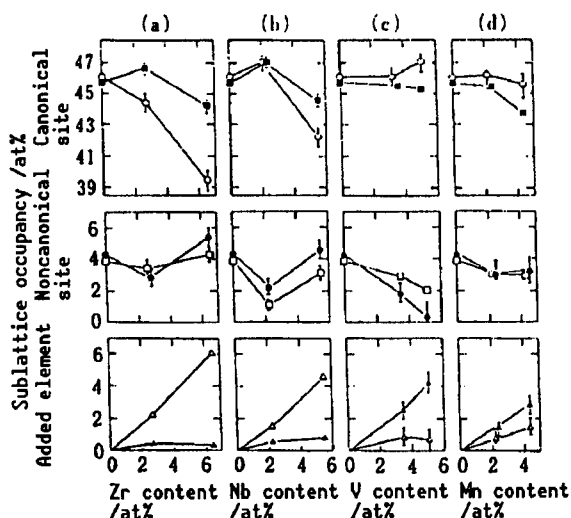 (a) (b) (c) (d)
Sublattice occupancy /at%
Canonical site
47
45
43
41
39
Noncanonical site
6
4
2
0
Added element
6
4
2
0
0 2 4 6 0 2 4 6 0 2 4 6 0 2 4
Zr content /at% Nb content /at% V content /at% Mn content /at%